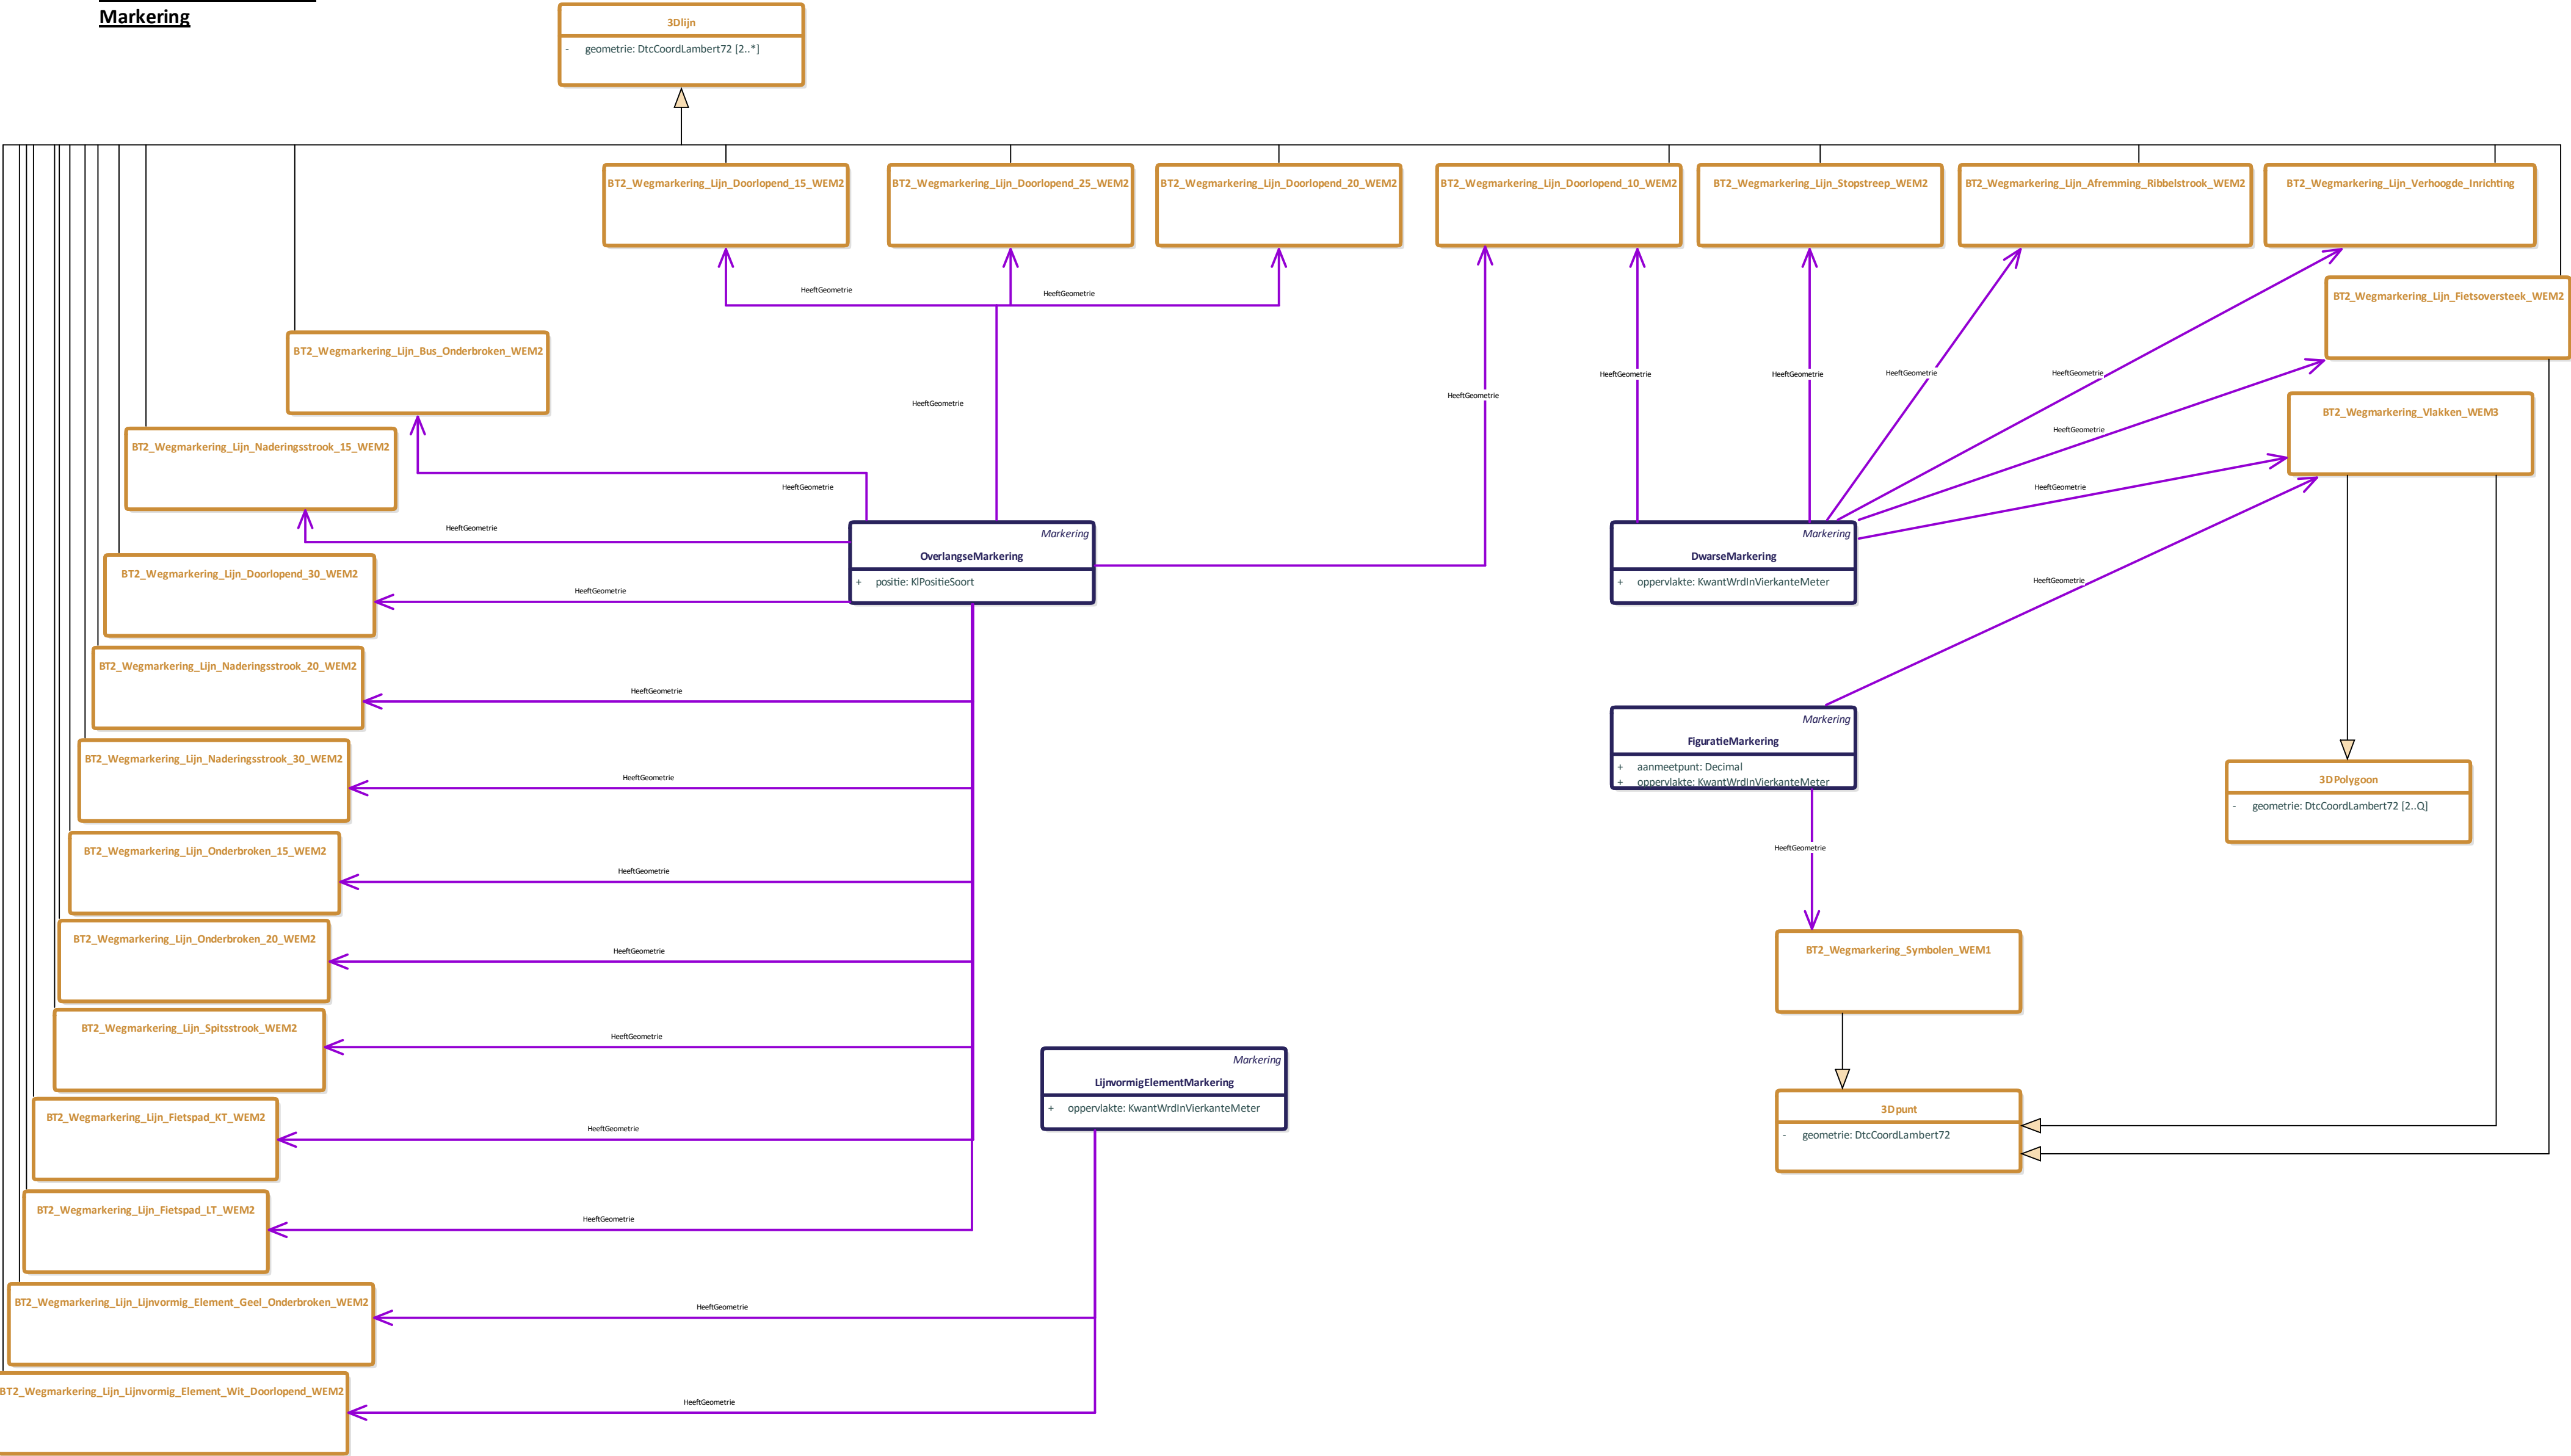 Markering
3Dlijn
- geometrie: DtcCoordLambert72 [2..*]
BT2_Wegmarkering_Lijn_Doorlopend_15_WEM2
BT2_Wegmarkering_Lijn_Doorlopend_25_WEM2
BT2_Wegmarkering_Lijn_Doorlopend_20_WEM2
BT2_Wegmarkering_Lijn_Doorlopend_10_WEM2
BT2_Wegmarkering_Lijn_Stopstreep_WEM2
BT2_Wegmarkering_Lijn_Afremming_Ribbelstrook_WEM2
BT2_Wegmarkering_Lijn_Verhoogde_Inrichting
HeeftGeometrie
HeeftGeometrie
BT2_Wegmarkering_Lijn_Fietsoversteek_WEM2
BT2_Wegmarkering_Lijn_Bus_Onderbroken_WEM2
HeeftGeometrie
HeeftGeometrie
HeeftGeometrie
HeeftGeometrie
HeeftGeometrie
HeeftGeometrie
BT2_Wegmarkering_Vlakken_WEM3
HeeftGeometrie
BT2_Wegmarkering_Lijn_Naderingsstrook_15_WEM2
HeeftGeometrie
HeeftGeometrie
HeeftGeometrie
Markering
OverlangseMarkering
+ positie: KlPositieSoort
Markering
DwarseMarkering
+ oppervlakte: KwantWrdInVierkanteMeter
BT2_Wegmarkering_Lijn_Doorlopend_30_WEM2
HeeftGeometrie
HeeftGeometrie
BT2_Wegmarkering_Lijn_Naderingsstrook_20_WEM2
HeeftGeometrie
Markering
FiguratieMarkering
+ aanmeetpunt: Decimal
+ oppervlakte: KwantWrdInVierkanteMeter
BT2_Wegmarkering_Lijn_Naderingsstrook_30_WEM2
HeeftGeometrie
3DPolygoon
- geometrie: DtcCoordLambert72 [2..Q]
HeeftGeometrie
BT2_Wegmarkering_Lijn_Onderbroken_15_WEM2
HeeftGeometrie
BT2_Wegmarkering_Lijn_Onderbroken_20_WEM2
HeeftGeometrie
BT2_Wegmarkering_Symbolen_WEM1
BT2_Wegmarkering_Lijn_Spitsstrook_WEM2
HeeftGeometrie
Markering
LijnvormigElementMarkering
+ oppervlakte: KwantWrdInVierkanteMeter
3Dpunt
- geometrie: DtcCoordLambert72
BT2_Wegmarkering_Lijn_Fietspad_KT_WEM2
HeeftGeometrie
BT2_Wegmarkering_Lijn_Fietspad_LT_WEM2
HeeftGeometrie
BT2_Wegmarkering_Lijn_Lijnvormig_Element_Geel_Onderbroken_WEM2
HeeftGeometrie
BT2_Wegmarkering_Lijn_Lijnvormig_Element_Wit_Doorlopend_WEM2
HeeftGeometrie